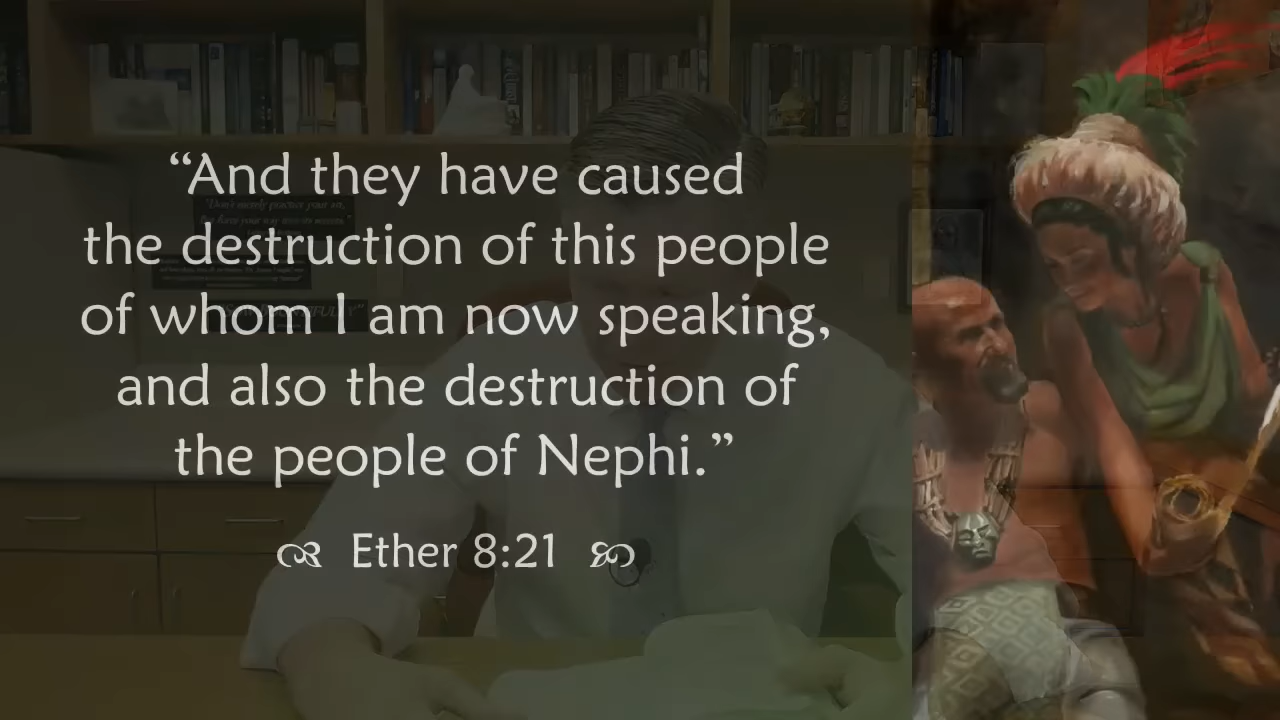 “And they have caused
the destruction of this people
of whom I am now speaking,
and also the destruction of
the people of Nephi.”
Ether 8:21